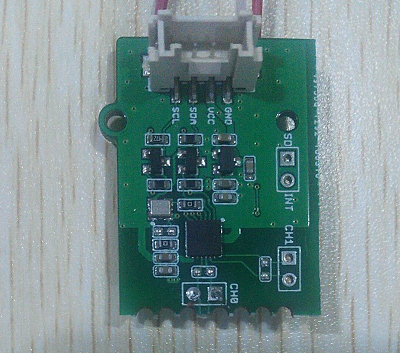 SCL
SDA
VCC
GND
SD
INT
CH1
CH0